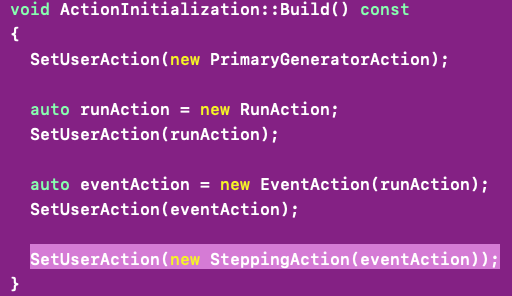 void ActionInitialization::Build() const
{
  SetUserAction(new PrimaryGeneratorAction);
  auto runAction = new RunAction;
  SetUserAction(runAction);
  auto eventAction = new EventAction(runAction);
  SetUserAction(eventAction);
  SetUserAction(new SteppingAction(eventAction));
}